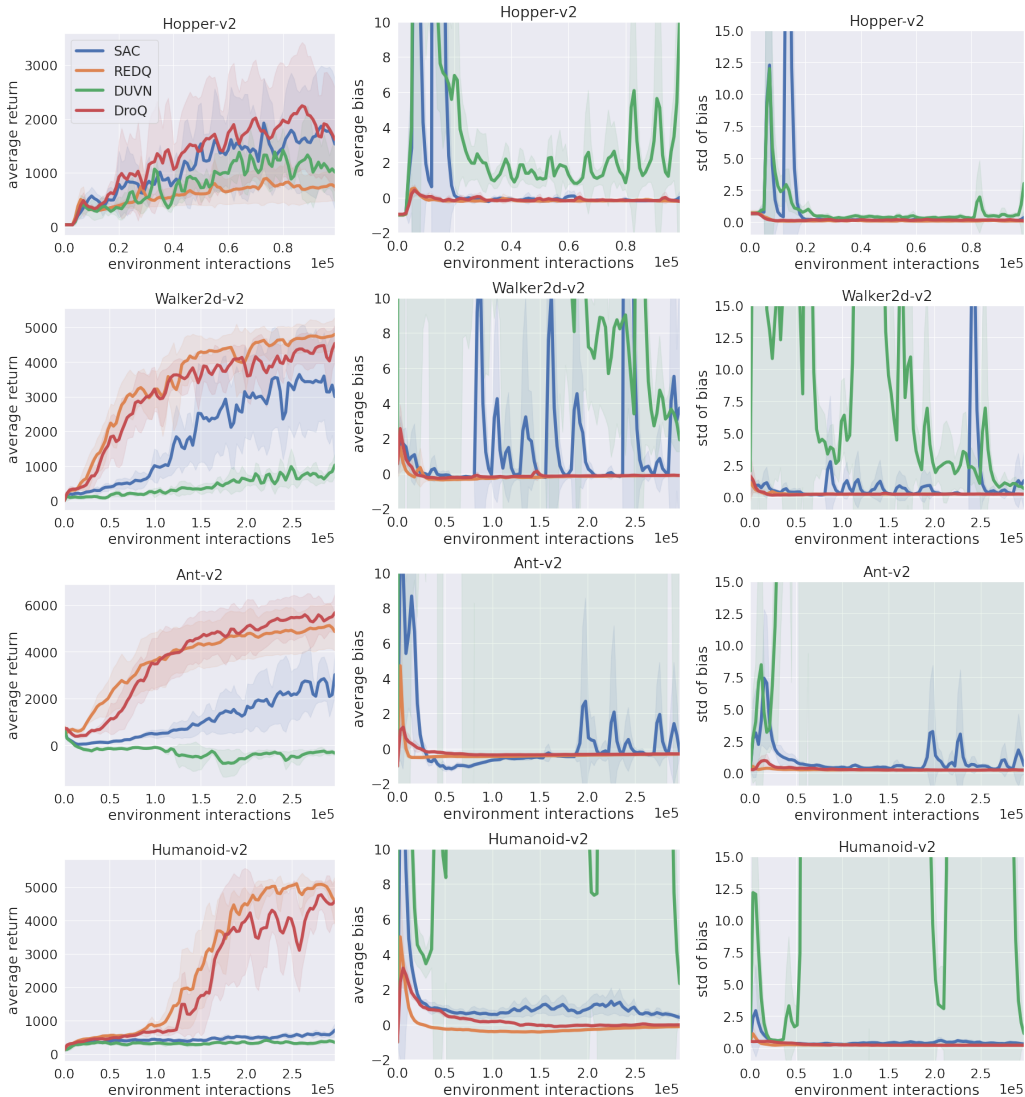 Hopper-v2
average return
3000
2000
1000
0
SAC
REDQ
DUVN
DroQ
0.0 0.2 0.4 0.6 0.8
environment interactions 1e5
Hopper-v2
average bias
10
8
6
4
2
0
−2
0.0 0.2 0.4 0.6 0.8
environment interactions 1e5
Hopper-v2
std of bias
15.0
12.5
10.0
7.5
5.0
2.5
0.0
0.0 0.2 0.4 0.6 0.8
environment interactions 1e5
Walker2d-v2
average return
5000
4000
3000
2000
1000
0
0.0 0.5 1.0 1.5 2.0 2.5
environment interactions 1e5
Walker2d-v2
average bias
10
8
6
4
2
0
−2
0.0 0.5 1.0 1.5 2.0 2.5
environment interactions 1e5
Walker2d-v2
std of bias
15.0
12.5
10.0
7.5
5.0
2.5
0.0
0.0 0.5 1.0 1.5 2.0 2.5
environment interactions 1e5
Ant-v2
average return
6000
4000
2000
0
0.0 0.5 1.0 1.5 2.0 2.5
environment interactions 1e5
Ant-v2
average bias
10
8
6
4
2
0
−2
0.0 0.5 1.0 1.5 2.0 2.5
environment interactions 1e5
Ant-v2
std of bias
15.0
12.5
10.0
7.5
5.0
2.5
0.0
0.0 0.5 1.0 1.5 2.0 2.5
environment interactions 1e5
Humanoid-v2
average return
5000
4000
3000
2000
1000
0
0.0 0.5 1.0 1.5 2.0 2.5
environment interactions 1e5
Humanoid-v2
average bias
10
8
6
4
2
0
−2
0.0 0.5 1.0 1.5 2.0 2.5
environment interactions 1e5
Humanoid-v2
std of bias
15.0
12.5
10.0
7.5
5.0
2.5
0.0
0.0 0.5 1.0 1.5 2.0 2.5
environment interactions 1e5